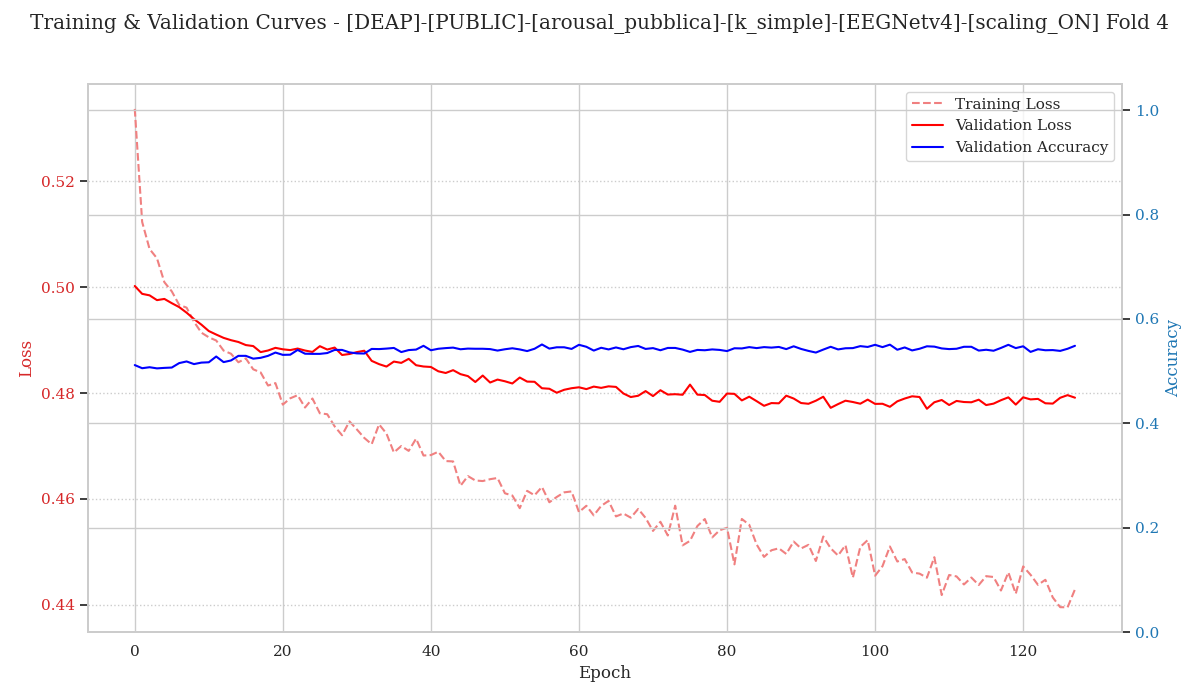 Training & Validation Curves - [DEAP]-[PUBLIC]-[arousal_pubblica]-[k_simple]-[EEGNetv4]-[scaling_ON] Fold 4
Training Loss
Validation Loss
Validation Accuracy
Loss
0.52
0.50
0.48
0.46
0.44
1.0
0.8
0.6
0.4
0.2
0.0
Accuracy
0 20 40 60 80 100 120
Epoch